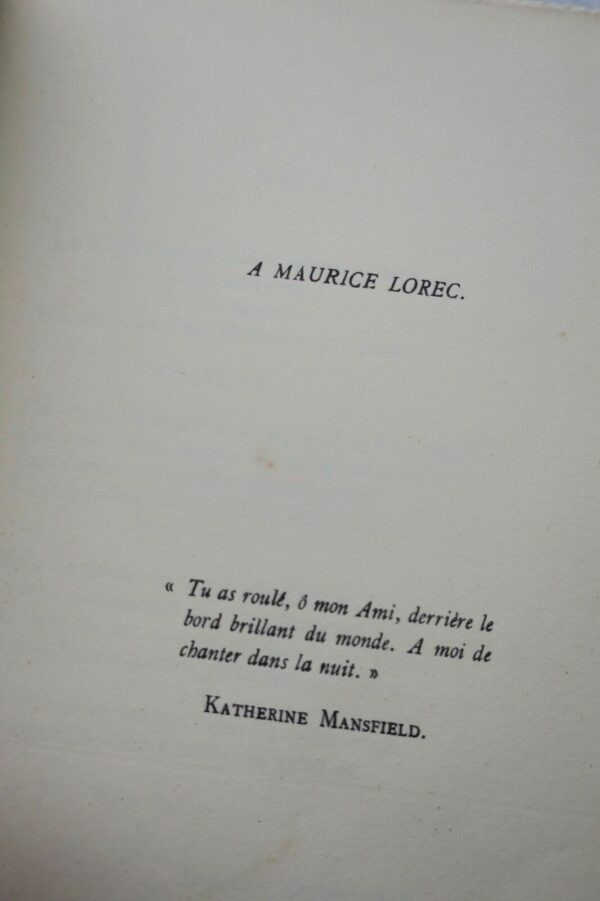 A MAURICE LOREC.
« Tu as roulé, ô mon Ami, derrière le
bord brillant du monde. A moi de
chanter dans la nuit. »
KATHERINE MANSFIELD.